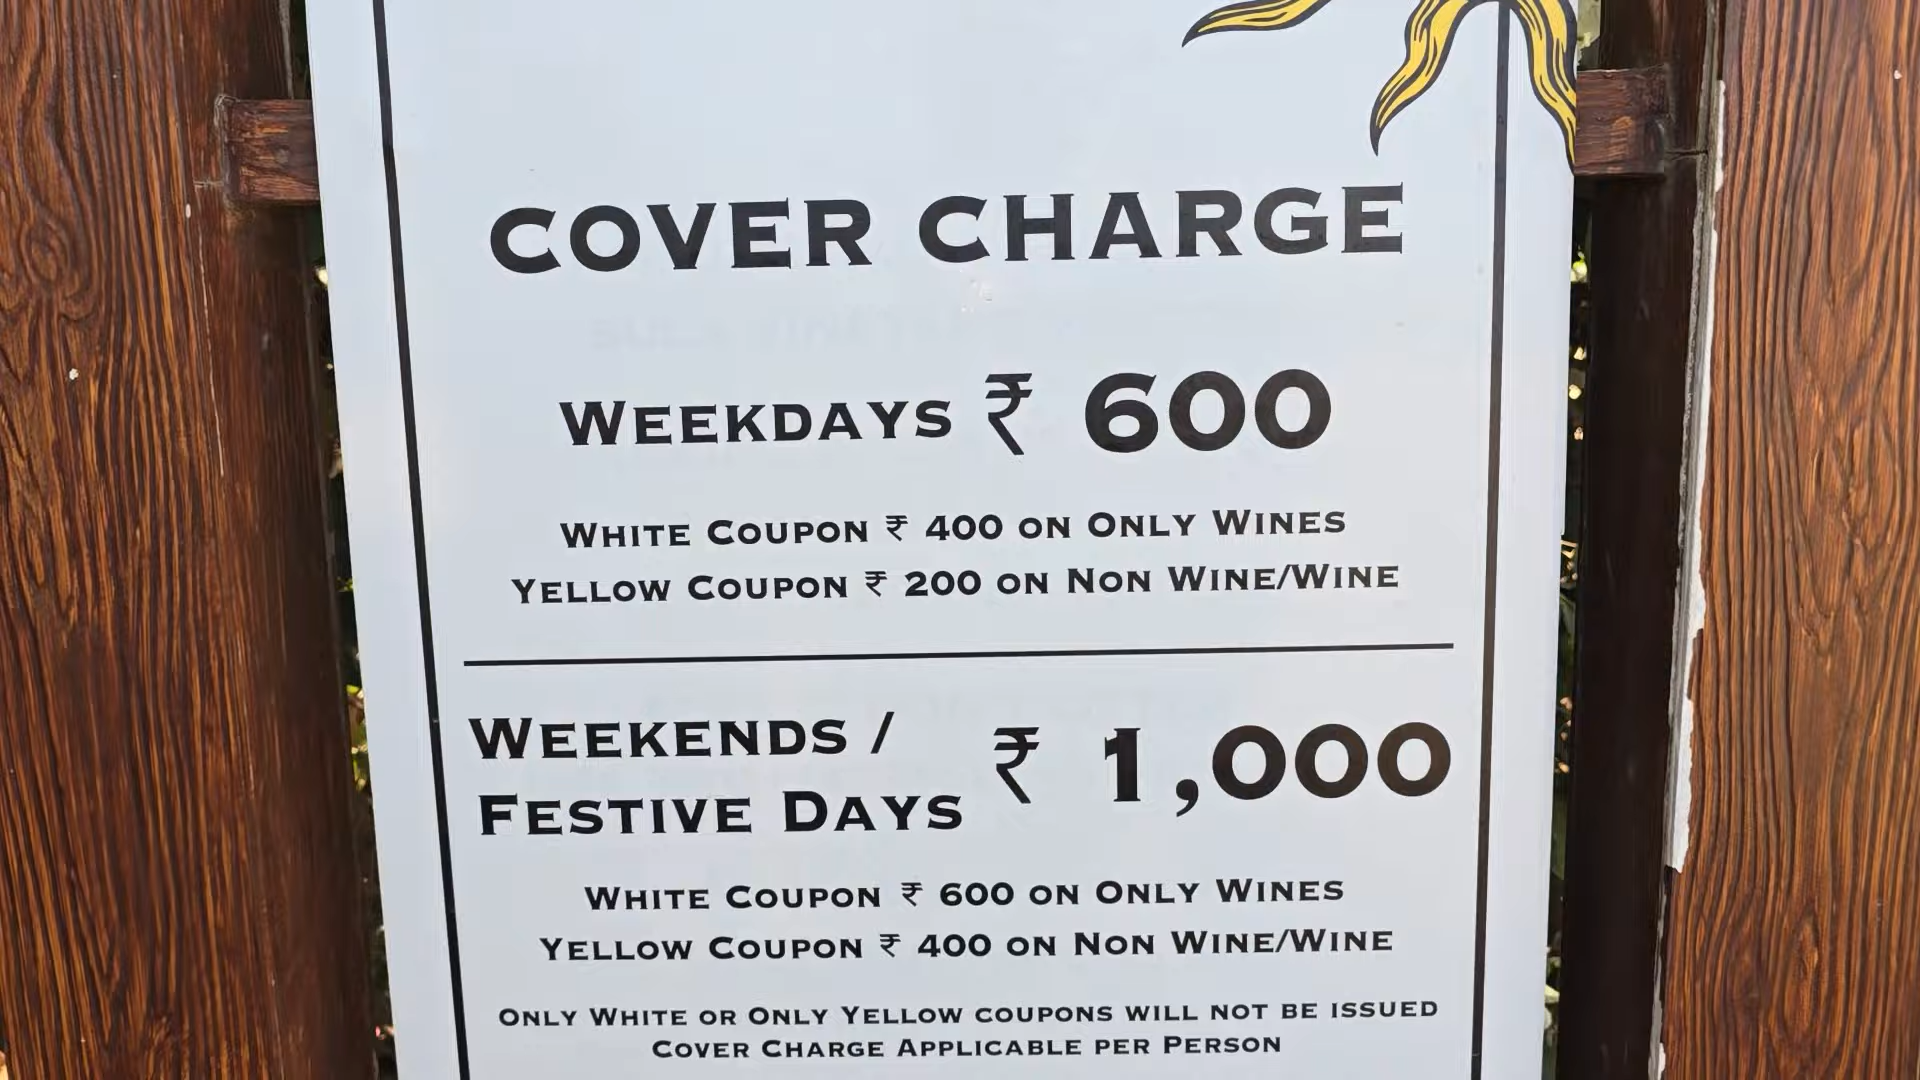 COVER CHARGE
WEEKDAYS ₹ 600
WHITE COUPON ₹ 400 ON ONLY WINES
YELLOW COUPON ₹ 200 ON NON WINE/WINE
WEEKENDS /
FESTIVE DAYS ₹ 1,000
WHITE COUPON ₹ 600 ON ONLY WINES
YELLOW COUPON ₹ 400 ON NON WINE/WINE
ONLY WHITE OR ONLY YELLOW COUPONS WILL NOT BE ISSUED
COVER CHARGE APPLICABLE PER PERSON